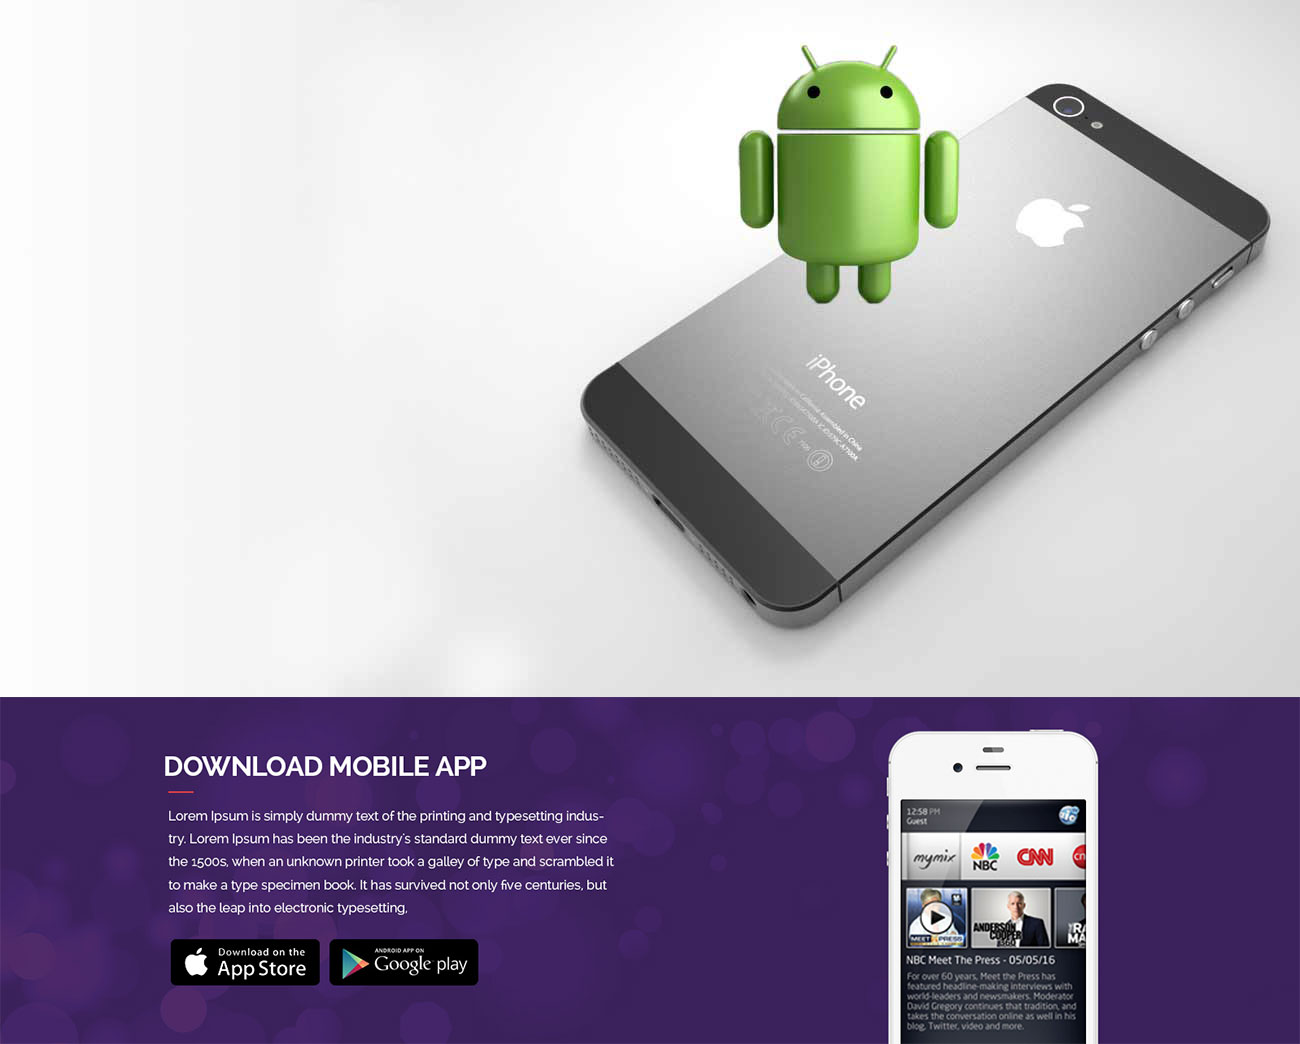 iPhone
DOWNLOAD MOBILE APP
Lorem Ipsum is simply dummy text of the printing and typesetting indus-
try. Lorem Ipsum has been the industry's standard dummy text ever since
the 1500s, when an unknown printer took a galley of type and scrambled it
to make a type specimen book. It has survived not only five centuries, but
also the leap into electronic typesetting,
Download on the
App Store
ANDROID APP ON
Google play
12:58 PM
Guest
mymix
NBC
CNN
MEET PRESS
ANDERSON
COOPER
360
NBC Meet The Press - 05/05/16
For over 60 years, Meet the Press has
featured headline-making interviews with
world-leaders and newsmakers. Moderator
David Gregory continues that tradition, and
takes the conversation online as well in his
blog, Twitter, video and more.